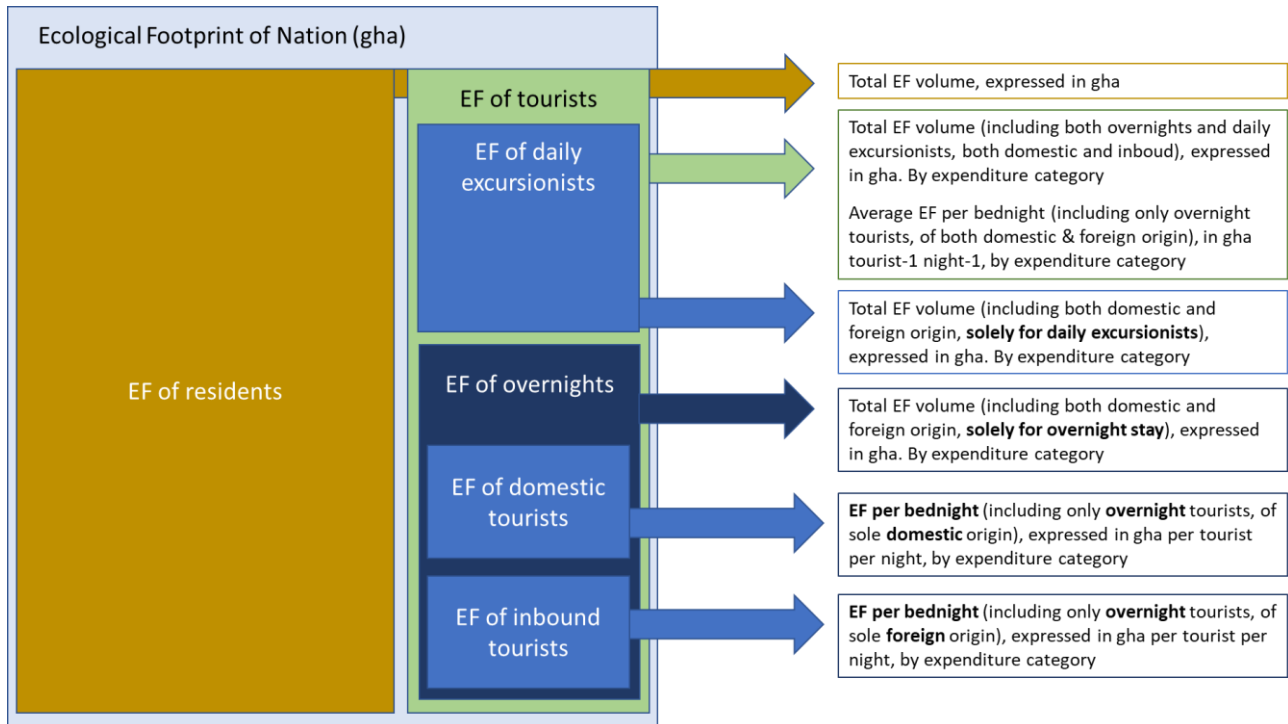 Ecological Footprint of Nation (gha)
EF of residents
EF of tourists
EF of daily
excursionists
EF of overnights
EF of domestic
tourists
EF of inbound
tourists
Total EF volume, expressed in gha
Total EF volume (including both overnights and daily
excursionists, both domestic and inboud), expressed
in gha. By expenditure category
Average EF per bednight (including only overnight
tourists, of both domestic & foreign origin), in gha
tourist-1 night-1, by expenditure category
Total EF volume (including both domestic and
foreign origin, solely for daily excursionists),
expressed in gha. By expenditure category
Total EF volume (including both domestic and
foreign origin, solely for overnight stay), expressed
in gha. By expenditure category
EF per bednight (including only overnight tourists, of
sole domestic origin), expressed in gha per tourist
per night, by expenditure category
EF per bednight (including only overnight tourists, of
sole foreign origin), expressed in gha per tourist per
night, by expenditure category